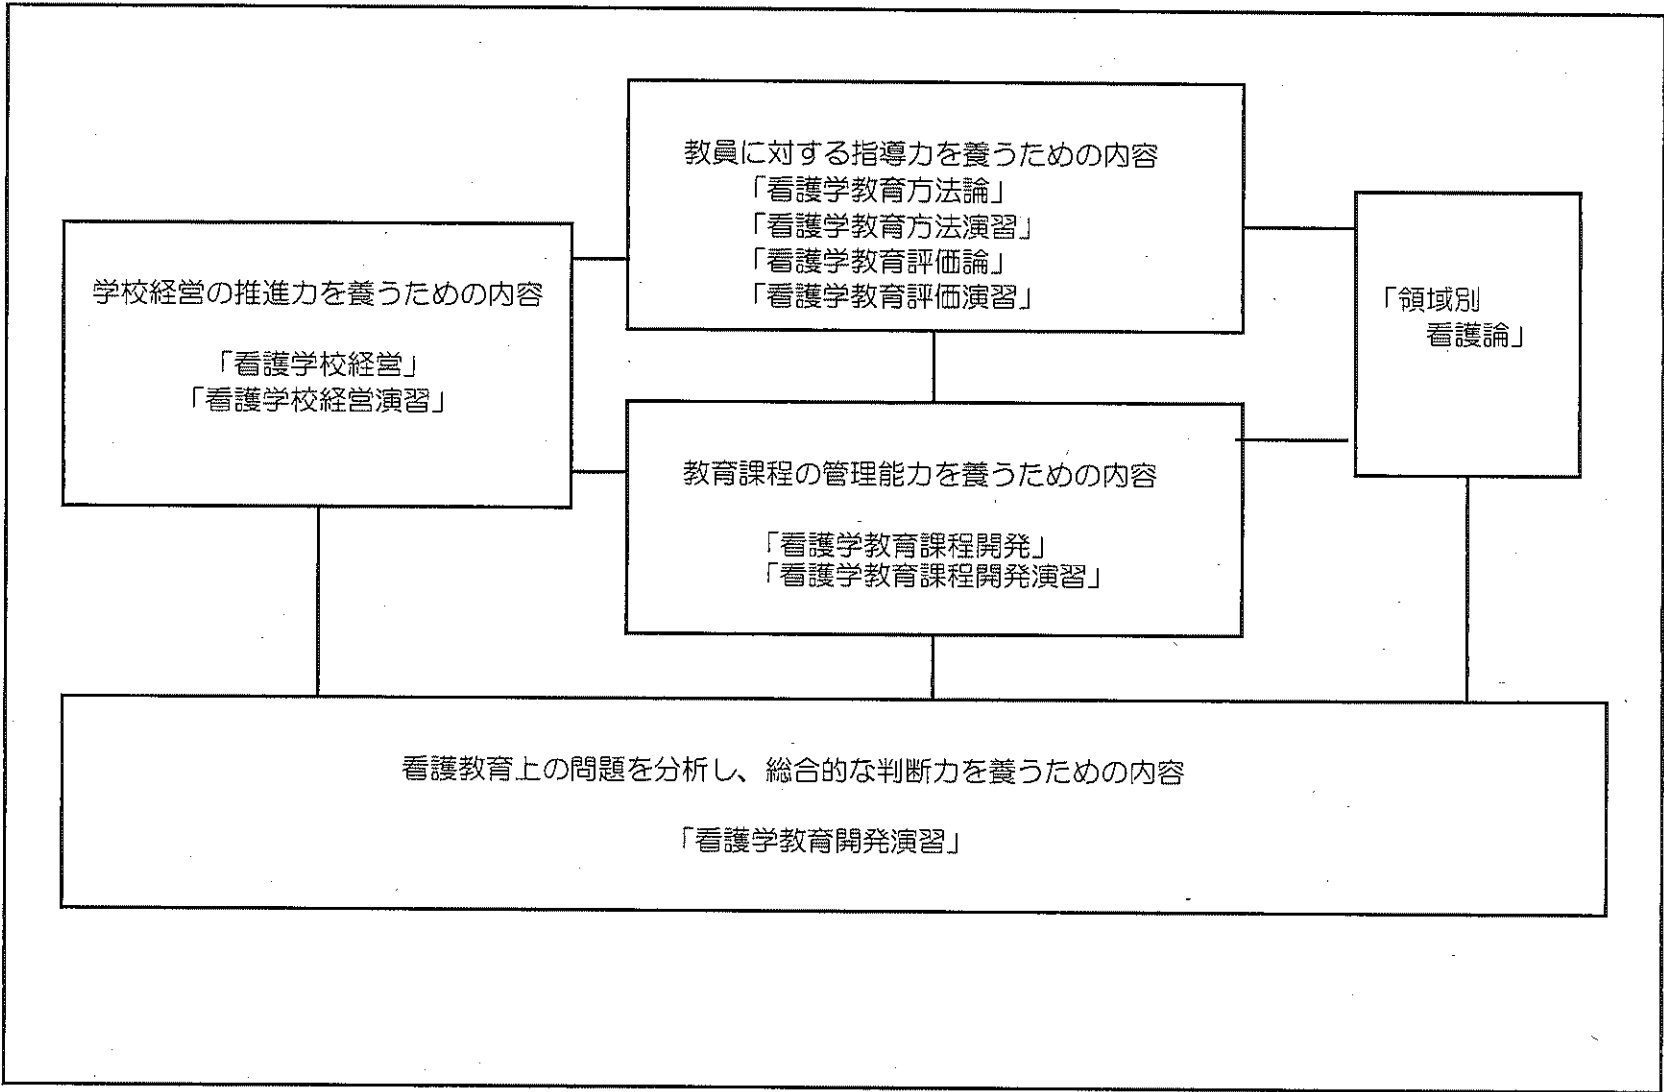 教員に対する指導力を養うための内容
「看護学教育方法論」
「看護学教育方法演習」
「看護学教育評価論」
「看護学教育評価演習」
学校経営の推進力を養うための内容
「看護学校経営」
「看護学校経営演習」
「領域別
看護論」
教育課程の管理能力を養うための内容
「看護学教育課程開発」
「看護学教育課程開発演習」
看護教育上の問題を分析し、総合的な判断力を養うための内容
「看護学教育開発演習」